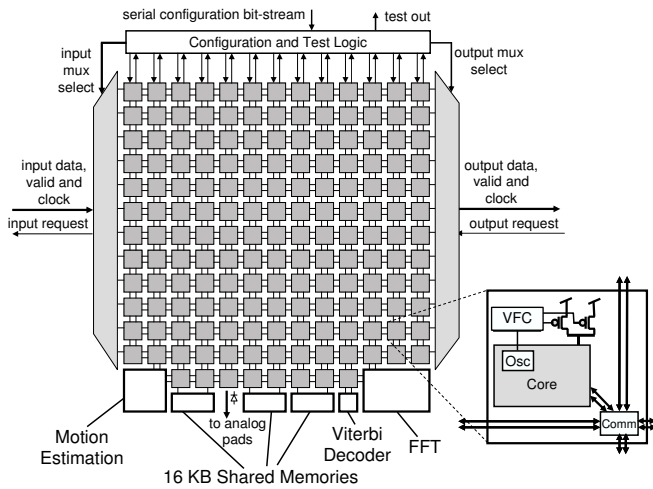 serial configuration bit-stream
test out
input
mux
select
Configuration and Test Logic
output mux
select
input data,
valid and
clock
input request
output data,
valid and
clock
output request
VFC
Osc
Core
Comm
to analog
pads
Motion
Estimation
16 KB Shared Memories
Viterbi
Decoder
FFT